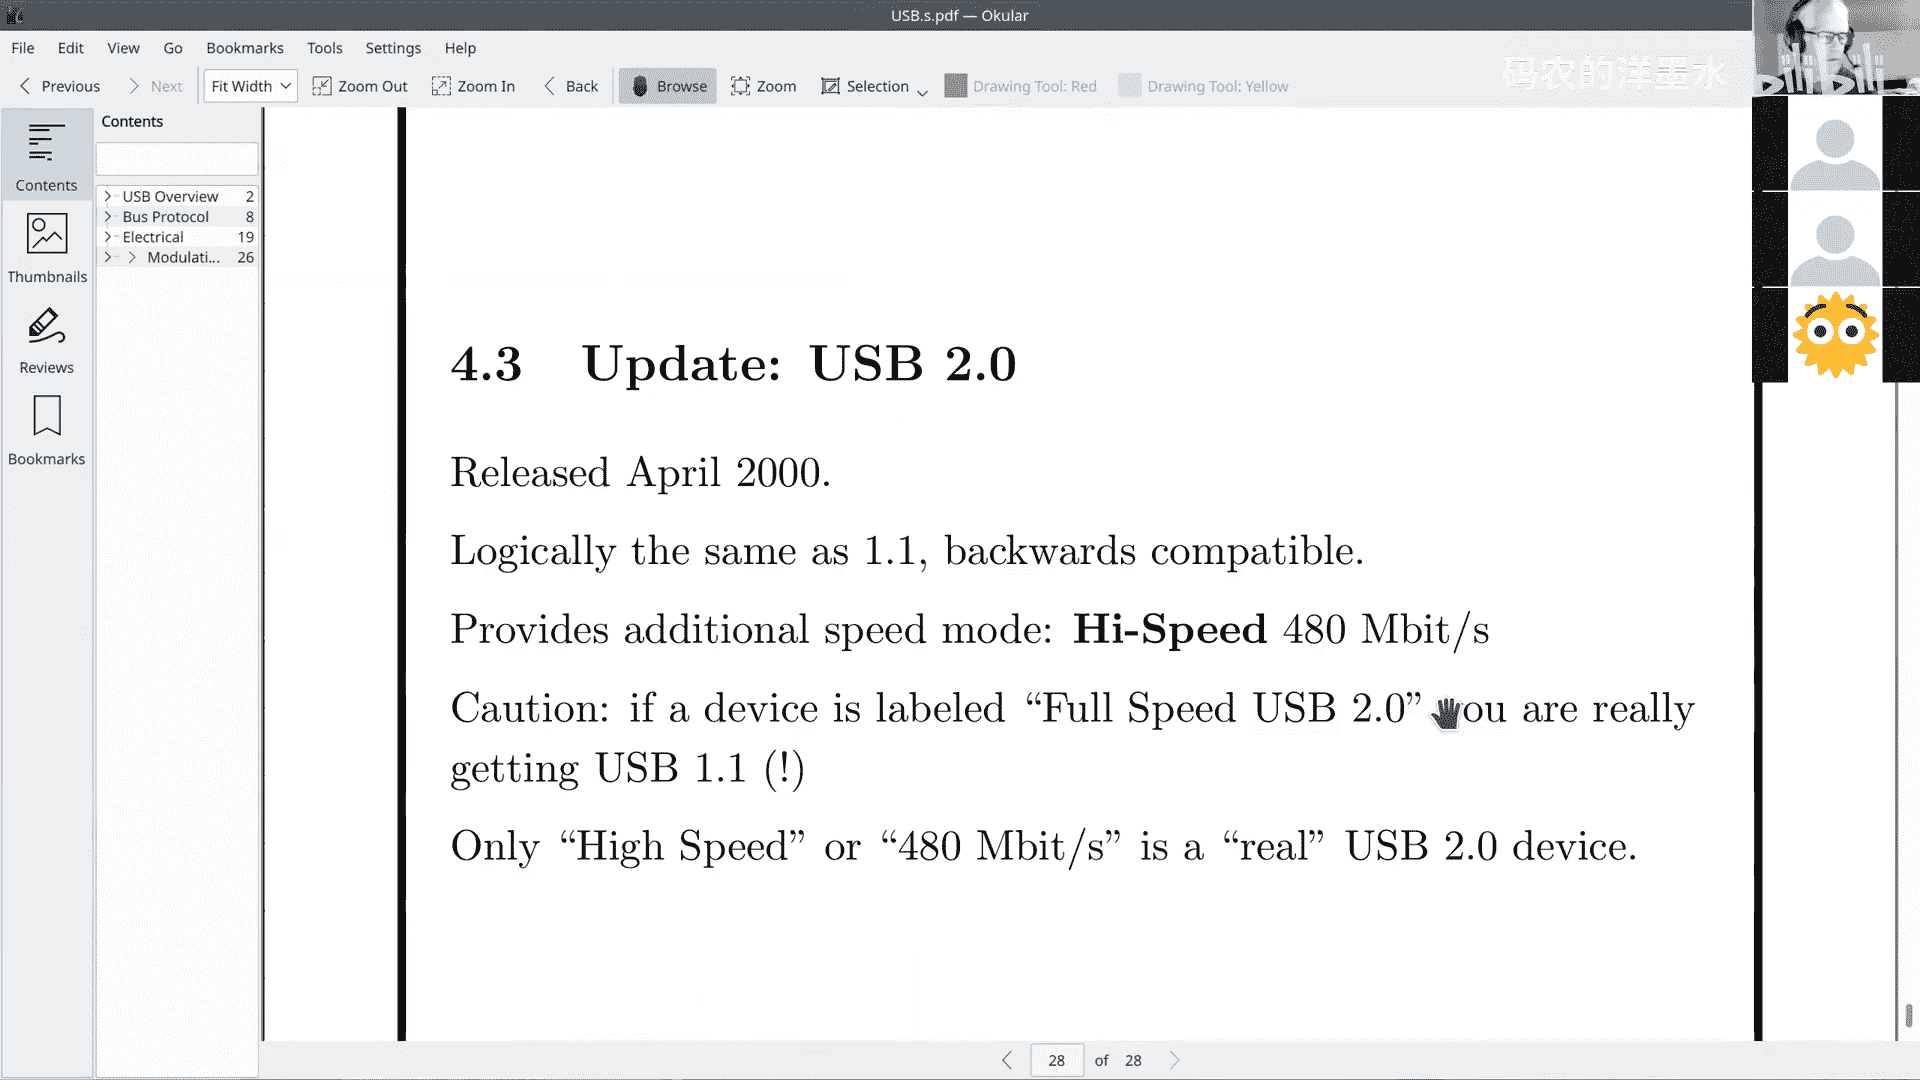 USB.s.pdf — Okular
File Edit View Go Bookmarks Tools Settings Help
码农的洋墨水
bilibili
Previous Next Fit Width Zoom Out Zoom In Back Browse Zoom Selection Drawing Tool: Red Drawing Tool: Yellow
Contents
Thumbnails
Reviews
Bookmarks
Contents
USB Overview 2
Bus Protocol 8
Electrical 19
Modulati... 26
4.3 Update: USB 2.0
Released April 2000.
Logically the same as 1.1, backwards compatible.
Provides additional speed mode: Hi-Speed 480 Mbit/s
Caution: if a device is labeled “Full Speed USB 2.0” you are really
getting USB 1.1 (!)
Only “High Speed” or “480 Mbit/s” is a “real” USB 2.0 device.
28 of 28